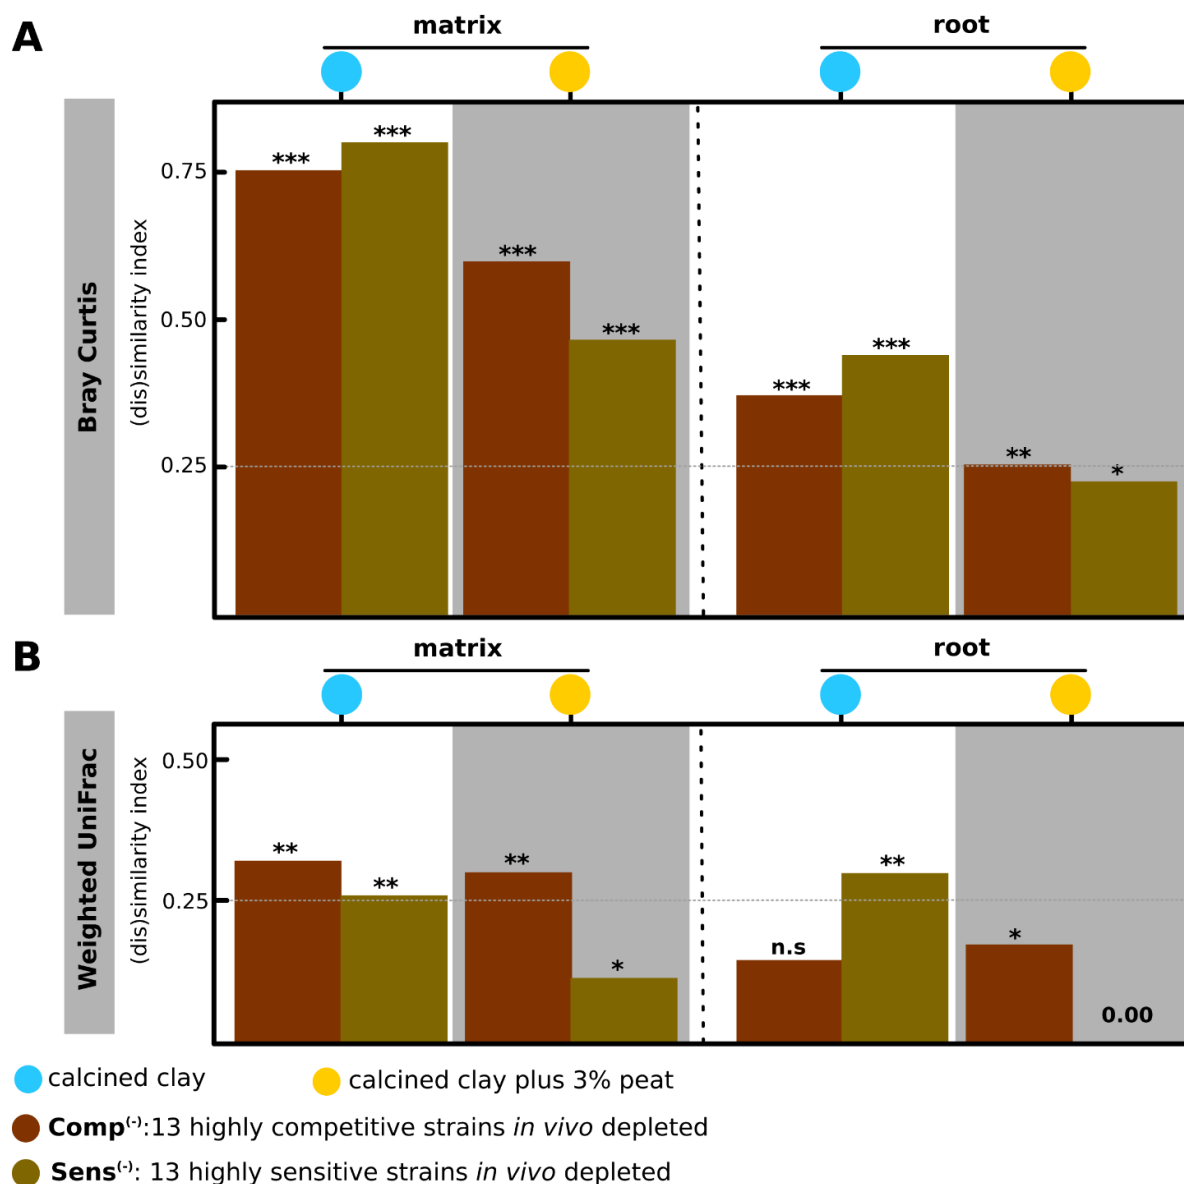 A
matrix
root
Bray Curtis
(dis)similarity index
0.75
0.50
0.25
***
***
***
***
***
***
**
*
B
matrix
root
Weighted UniFrac
(dis)similarity index
0.50
0.25
**
**
**
*
n.s
**
*
0.00
calcined clay
calcined clay plus 3% peat
Comp(-):13 highly competitive strains in vivo depleted
Sens(-): 13 highly sensitive strains in vivo depleted